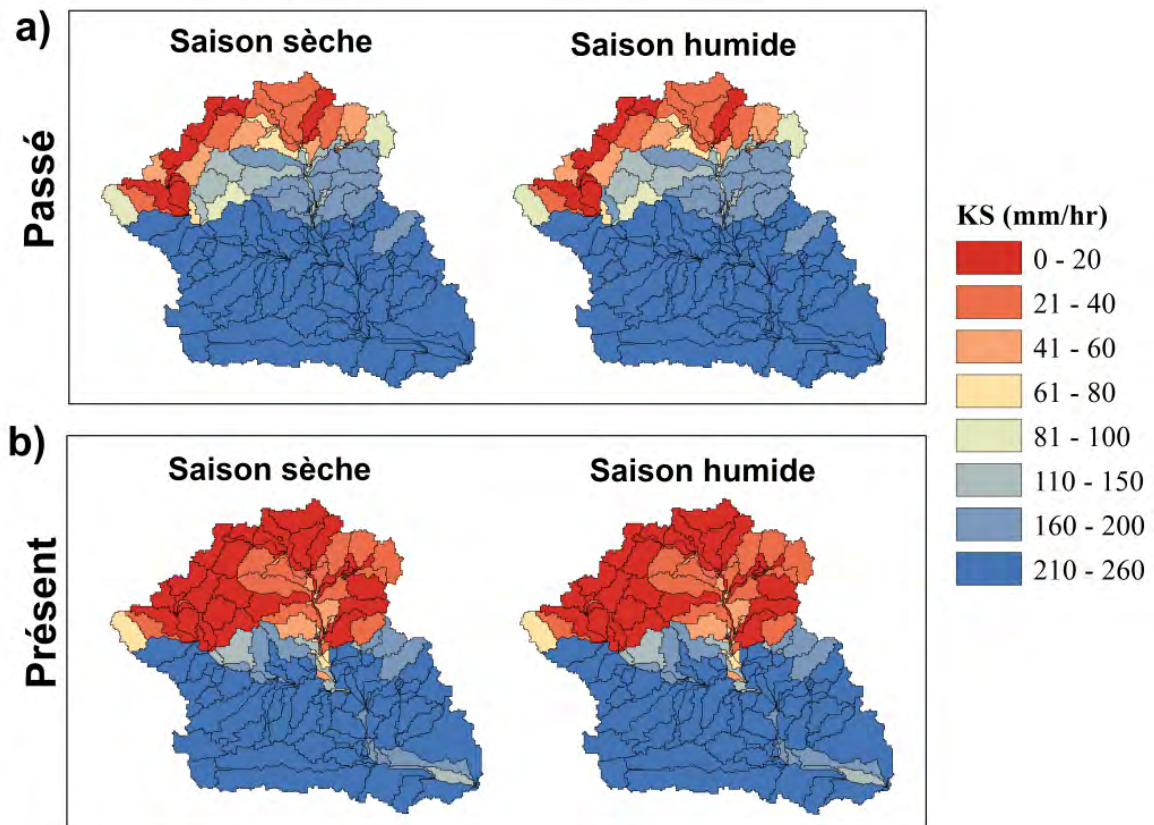 a)
Saison sèche
Saison humide
Passé
b)
Saison sèche
Saison humide
Présent
KS (mm/hr)
0 - 20
21 - 40
41 - 60
61 - 80
81 - 100
110 - 150
160 - 200
210 - 260